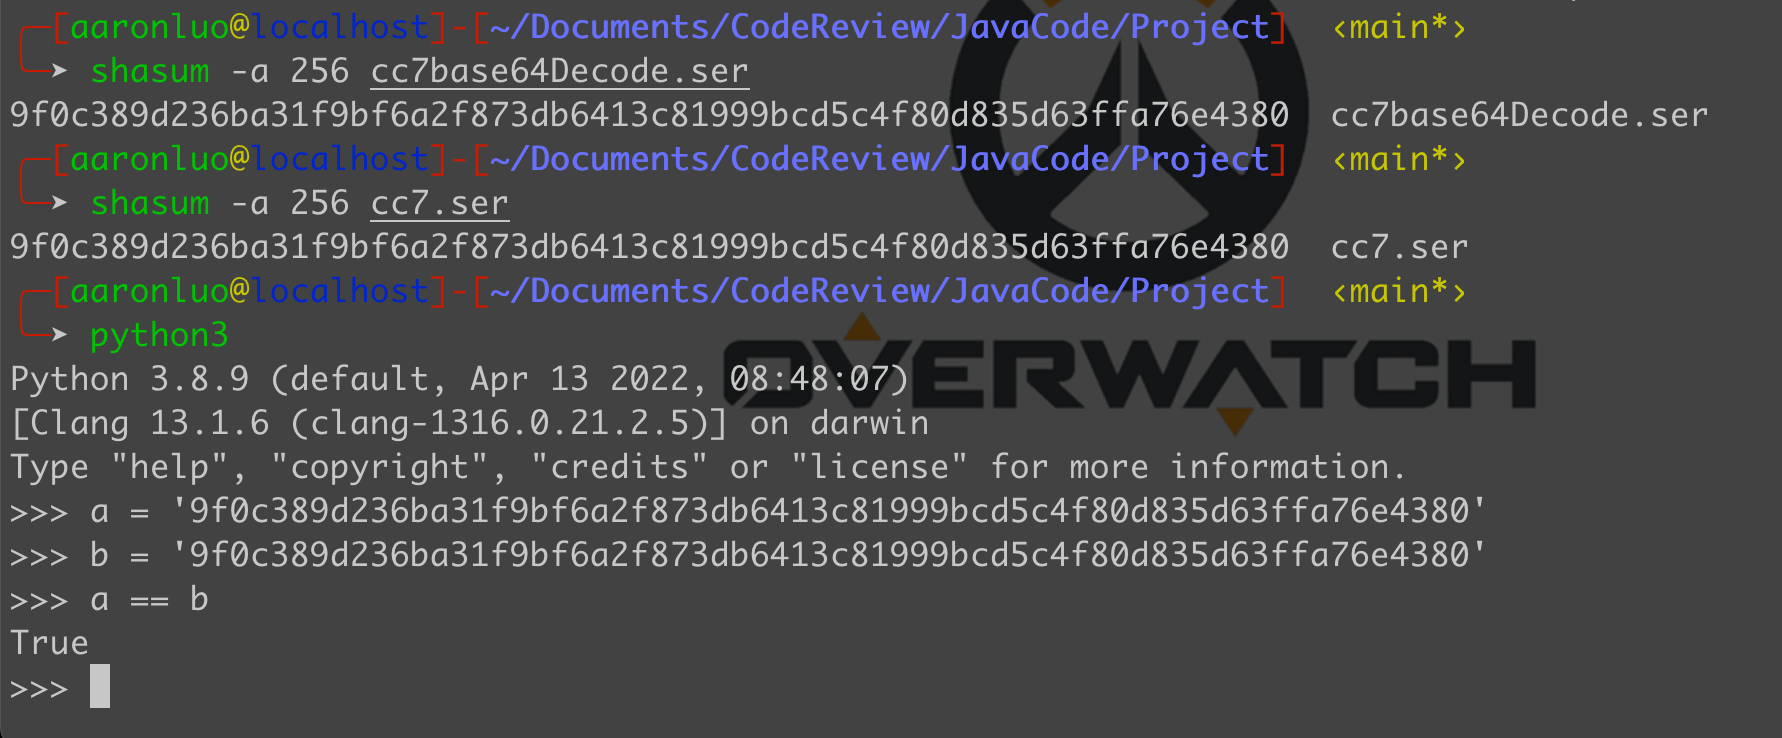 [aaronluo@localhost]-[~/Documents/CodeReview/JavaCode/Project] ‹main*›
➤ shasum -a 256 cc7base64Decode.ser
9f0c389d236ba31f9bf6a2f873db6413c81999bcd5c4f80d835d63ffa76e4380 cc7base64Decode.ser
[aaronluo@localhost]-[~/Documents/CodeReview/JavaCode/Project] ‹main*›
➤ shasum -a 256 cc7.ser
9f0c389d236ba31f9bf6a2f873db6413c81999bcd5c4f80d835d63ffa76e4380 cc7.ser
[aaronluo@localhost]-[~/Documents/CodeReview/JavaCode/Project] ‹main*›
➤ python3
OVERWATCH
Python 3.8.9 (default, Apr 13 2022, 08:48:07)
[Clang 13.1.6 (clang-1316.0.21.2.5)] on darwin
Type "help", "copyright", "credits" or "license" for more information.
>>> a = '9f0c389d236ba31f9bf6a2f873db6413c81999bcd5c4f80d835d63ffa76e4380'
>>> b = '9f0c389d236ba31f9bf6a2f873db6413c81999bcd5c4f80d835d63ffa76e4380'
>>> a == b
True
>>>